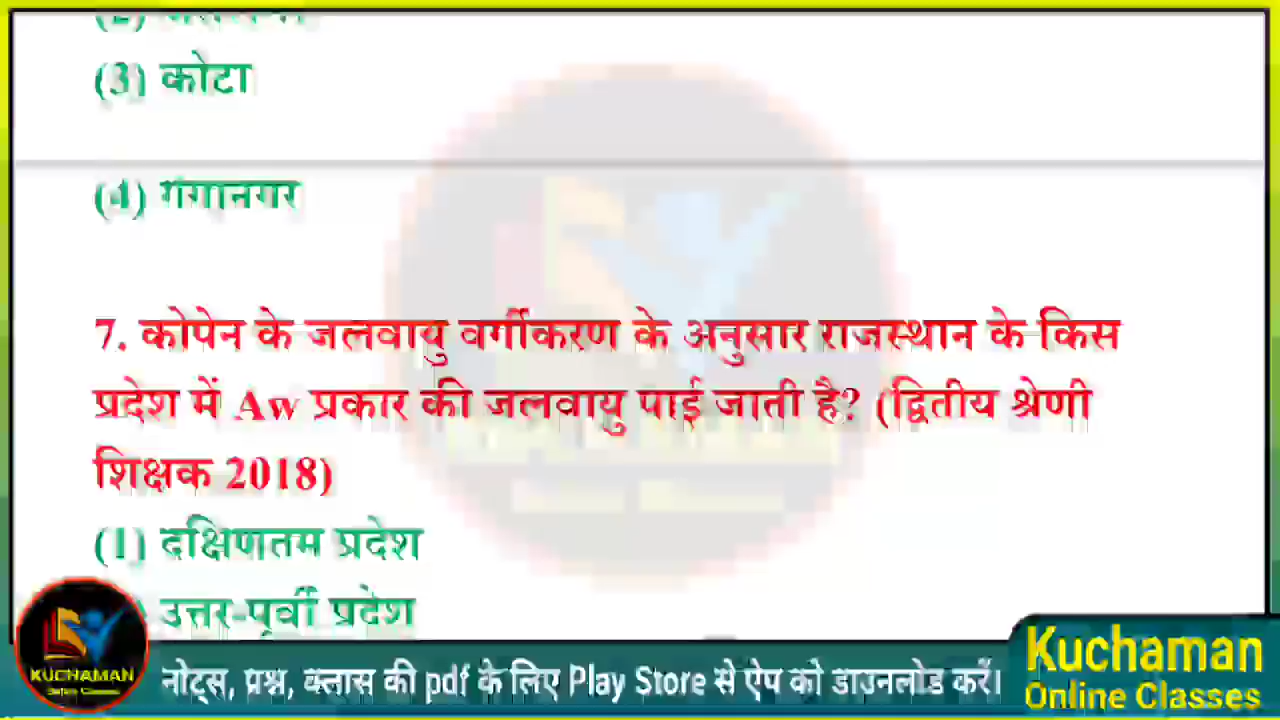 (3) कोटा
(4) गंगानगर
7. कोपेन के जलवायु वर्गीकरण के अनुसार राजस्थान के किस
प्रदेश में Aw प्रकार की जलवायु पाई जाती है? (द्वितीय श्रेणी
शिक्षक 2018)
(1) दक्षिणतम प्रदेश
उत्तर-पूर्वी प्रदेश
KUCHAMAN
नोट्स, प्रश्न, क्लास की pdf के लिए Play Store से ऐप को डाउनलोड करें।
Kuchaman
Online Classes